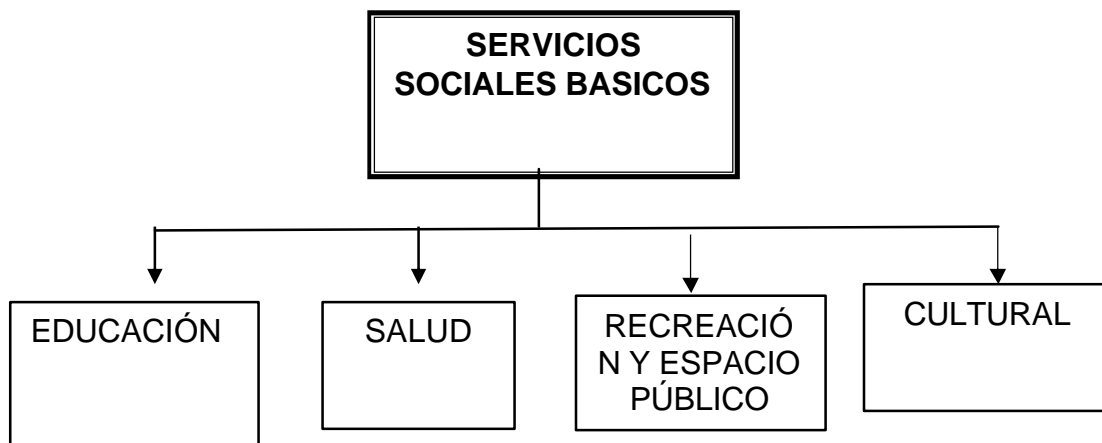 SERVICIOS
SOCIALES BASICOS
EDUCACIÓN
SALUD
RECREACIÓ
N Y ESPACIO
PÚBLICO
CULTURAL